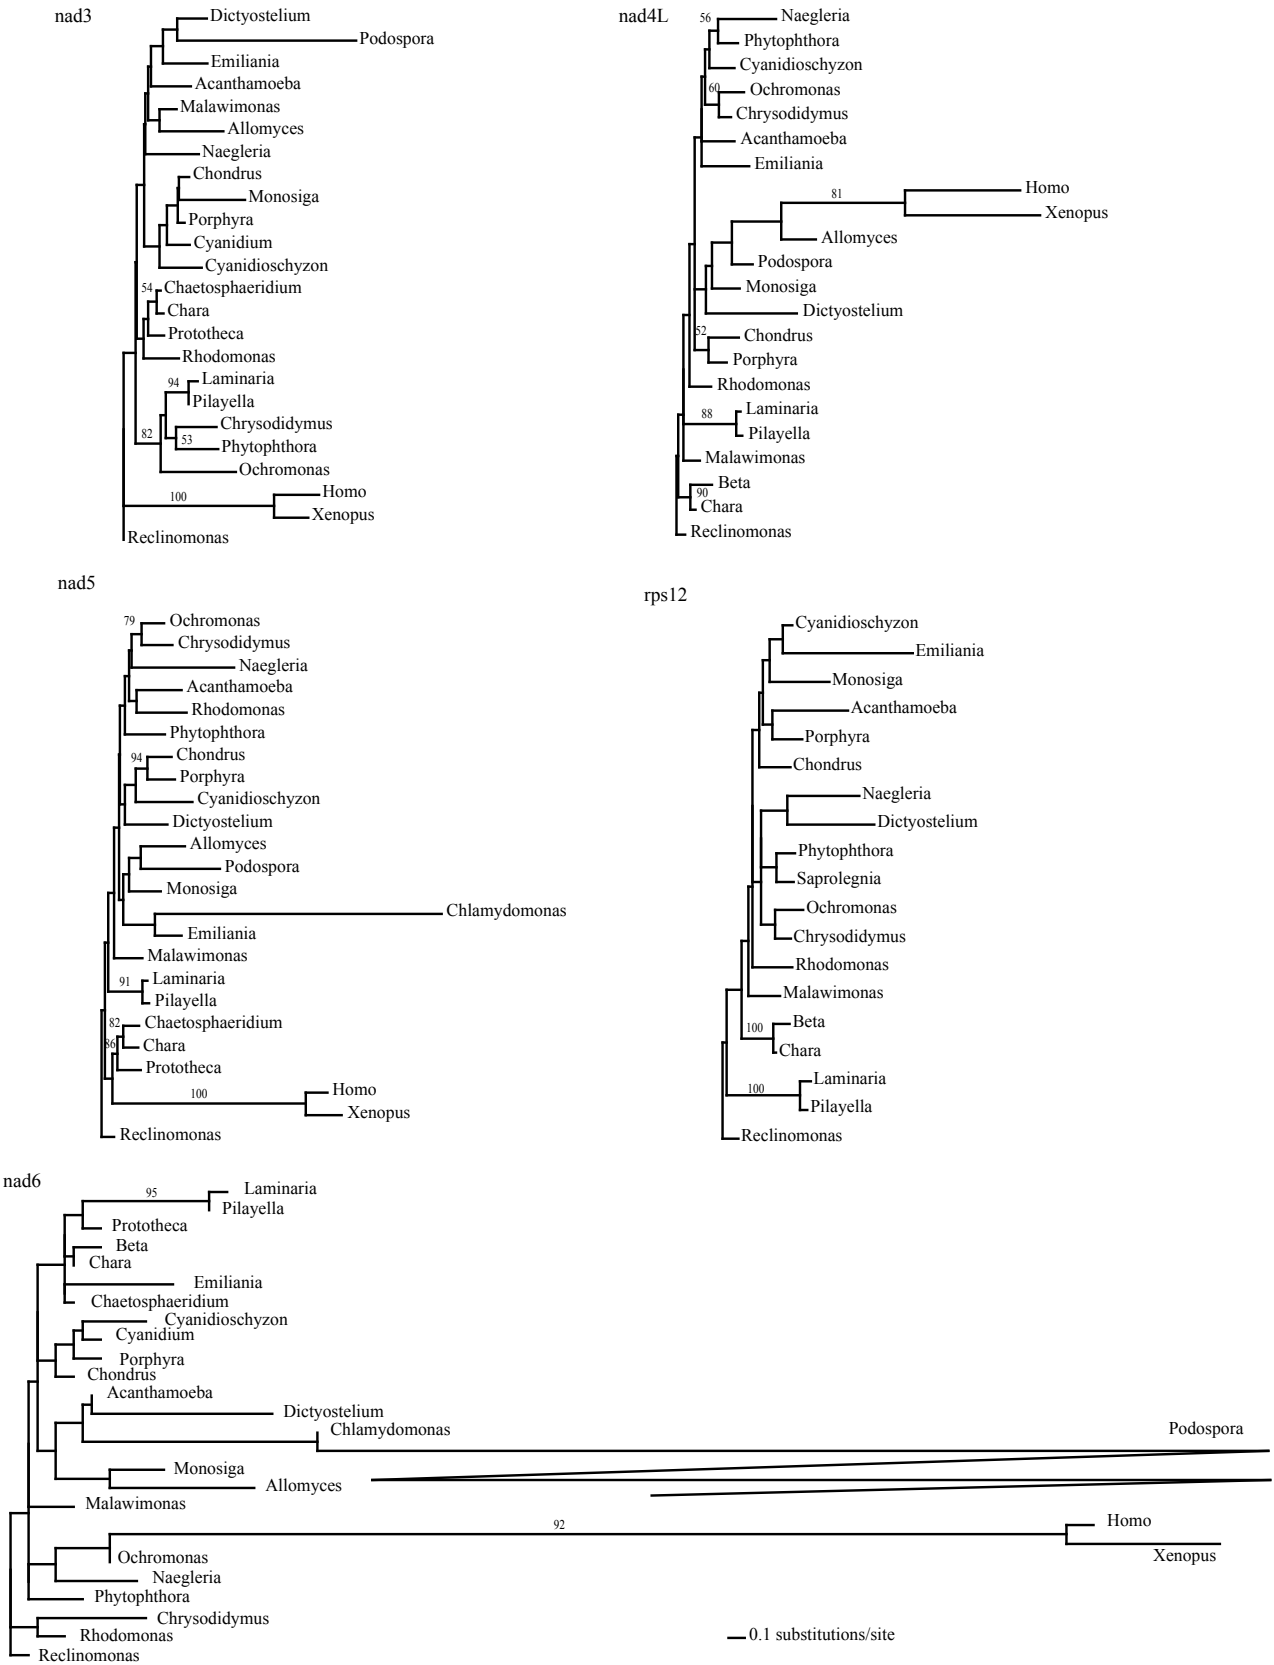 nad3
Dictyostelium
Podospora
Emiliania
Acanthamoeba
Malawimonas
Allomyces
Naegleria
Chondrus
Monosiga
Porphyra
Cyanidium
Cyanidioschyzon
54
Chaetosphaeridium
Chara
Prototheca
Rhodomonas
94
Laminaria
Pilayella
82
Chrysodidymus
53
Phytophthora
Ochromonas
100
Homo
Xenopus
Reclinomonas
nad4L
56
Naegleria
Phytophthora
Cyanidioschyzon
60
Ochromonas
Chrysodidymus
Acanthamoeba
Emiliania
81
Homo
Xenopus
Allomyces
Podospora
Monosiga
Dictyostelium
52
Chondrus
Porphyra
Rhodomonas
88
Laminaria
Pilayella
Malawimonas
Beta
90
Chara
Reclinomonas
nad5
79
Ochromonas
Chrysodidymus
Naegleria
Acanthamoeba
Rhodomonas
Phytophthora
94
Chondrus
Porphyra
Cyanidioschyzon
Dictyostelium
Allomyces
Podospora
Monosiga
Chlamydomonas
Emiliania
Malawimonas
91
Laminaria
Pilayella
82
Chaetosphaeridium
86
Chara
Prototheca
100
Homo
Xenopus
Reclinomonas
rps12
Cyanidioschyzon
Emiliania
Monosiga
Acanthamoeba
Porphyra
Chondrus
Naegleria
Dictyostelium
Phytophthora
Saprolegnia
Ochromonas
Chrysodidymus
Rhodomonas
Malawimonas
100
Beta
Chara
100
Laminaria
Pilayella
Reclinomonas
nad6
95
Laminaria
Pilayella
Prototheca
Beta
Chara
Emiliania
Chaetosphaeridium
Cyanidioschyzon
Cyanidium
Porphyra
Chondrus
Acanthamoeba
Dictyostelium
Chlamydomonas
Podospora
Monosiga
Allomyces
Malawimonas
92
Homo
Xenopus
Ochromonas
Naegleria
Phytophthora
Chrysodidymus
Rhodomonas
Reclinomonas
0.1 substitutions/site